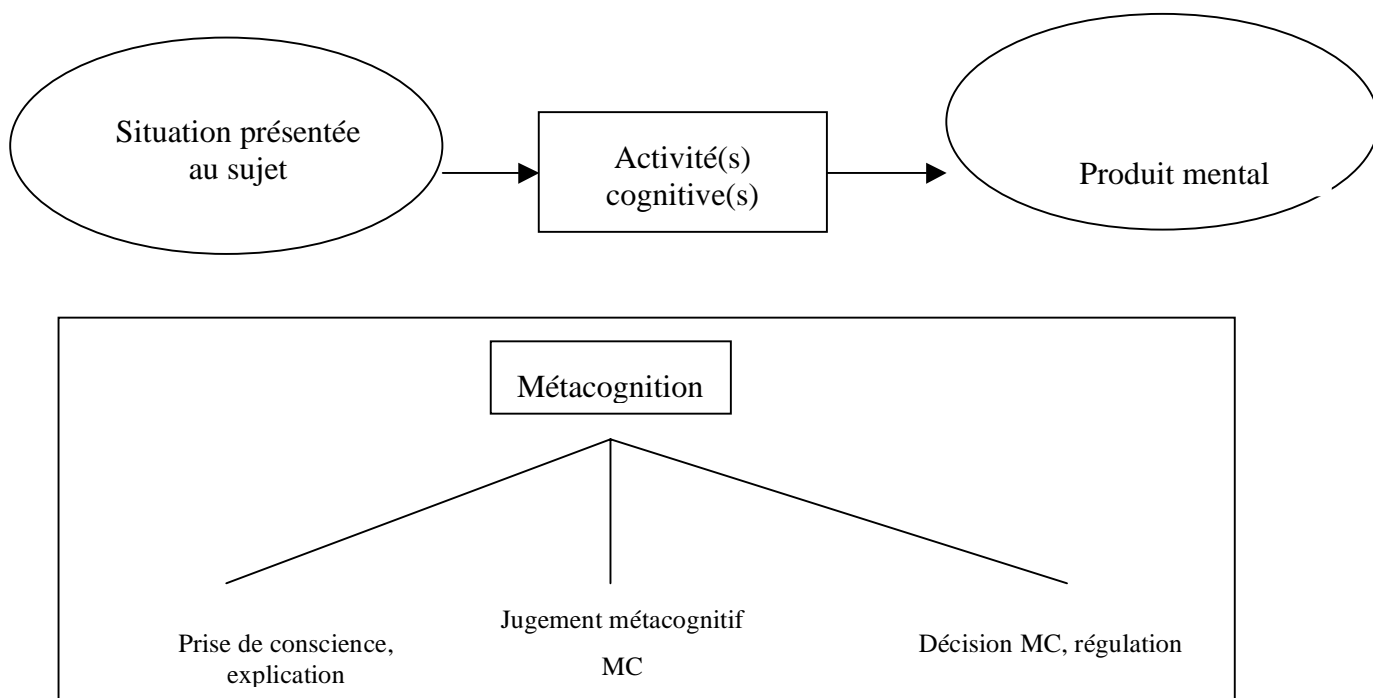 Situation présentée
au sujet
Activité(s)
cognitive(s)
Produit mental
Métacognition
Prise de conscience,
explication
Jugement métacognitif
MC
Décision MC, régulation